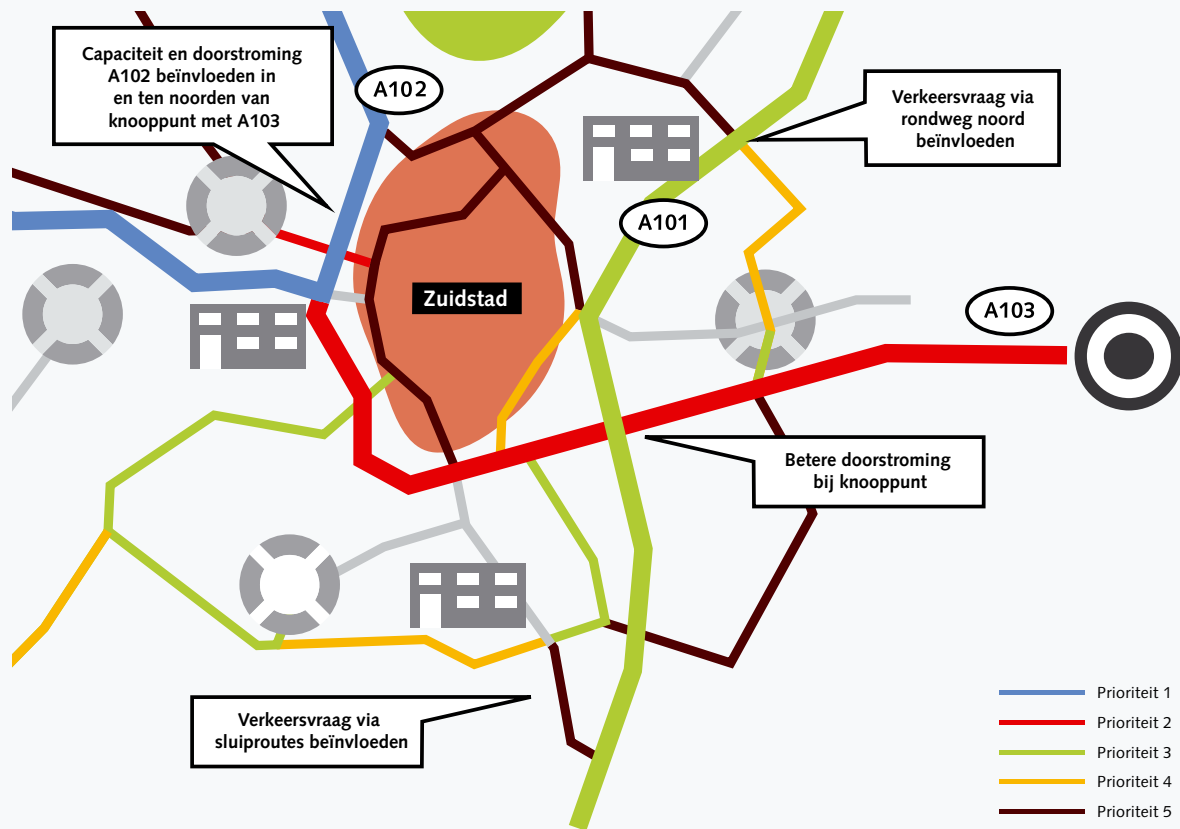 Capaciteit en doorstroming
A102 beïnvloeden in
en ten noorden van
knooppunt met A103
A102
Verkeersvraag via
rondweg noord
beïnvloeden
A101
Zuidstad
A103
Betere doorstroming
bij knooppunt
Verkeersvraag via
sluiproutes beïnvloeden
Prioriteit 1
Prioriteit 2
Prioriteit 3
Prioriteit 4
Prioriteit 5